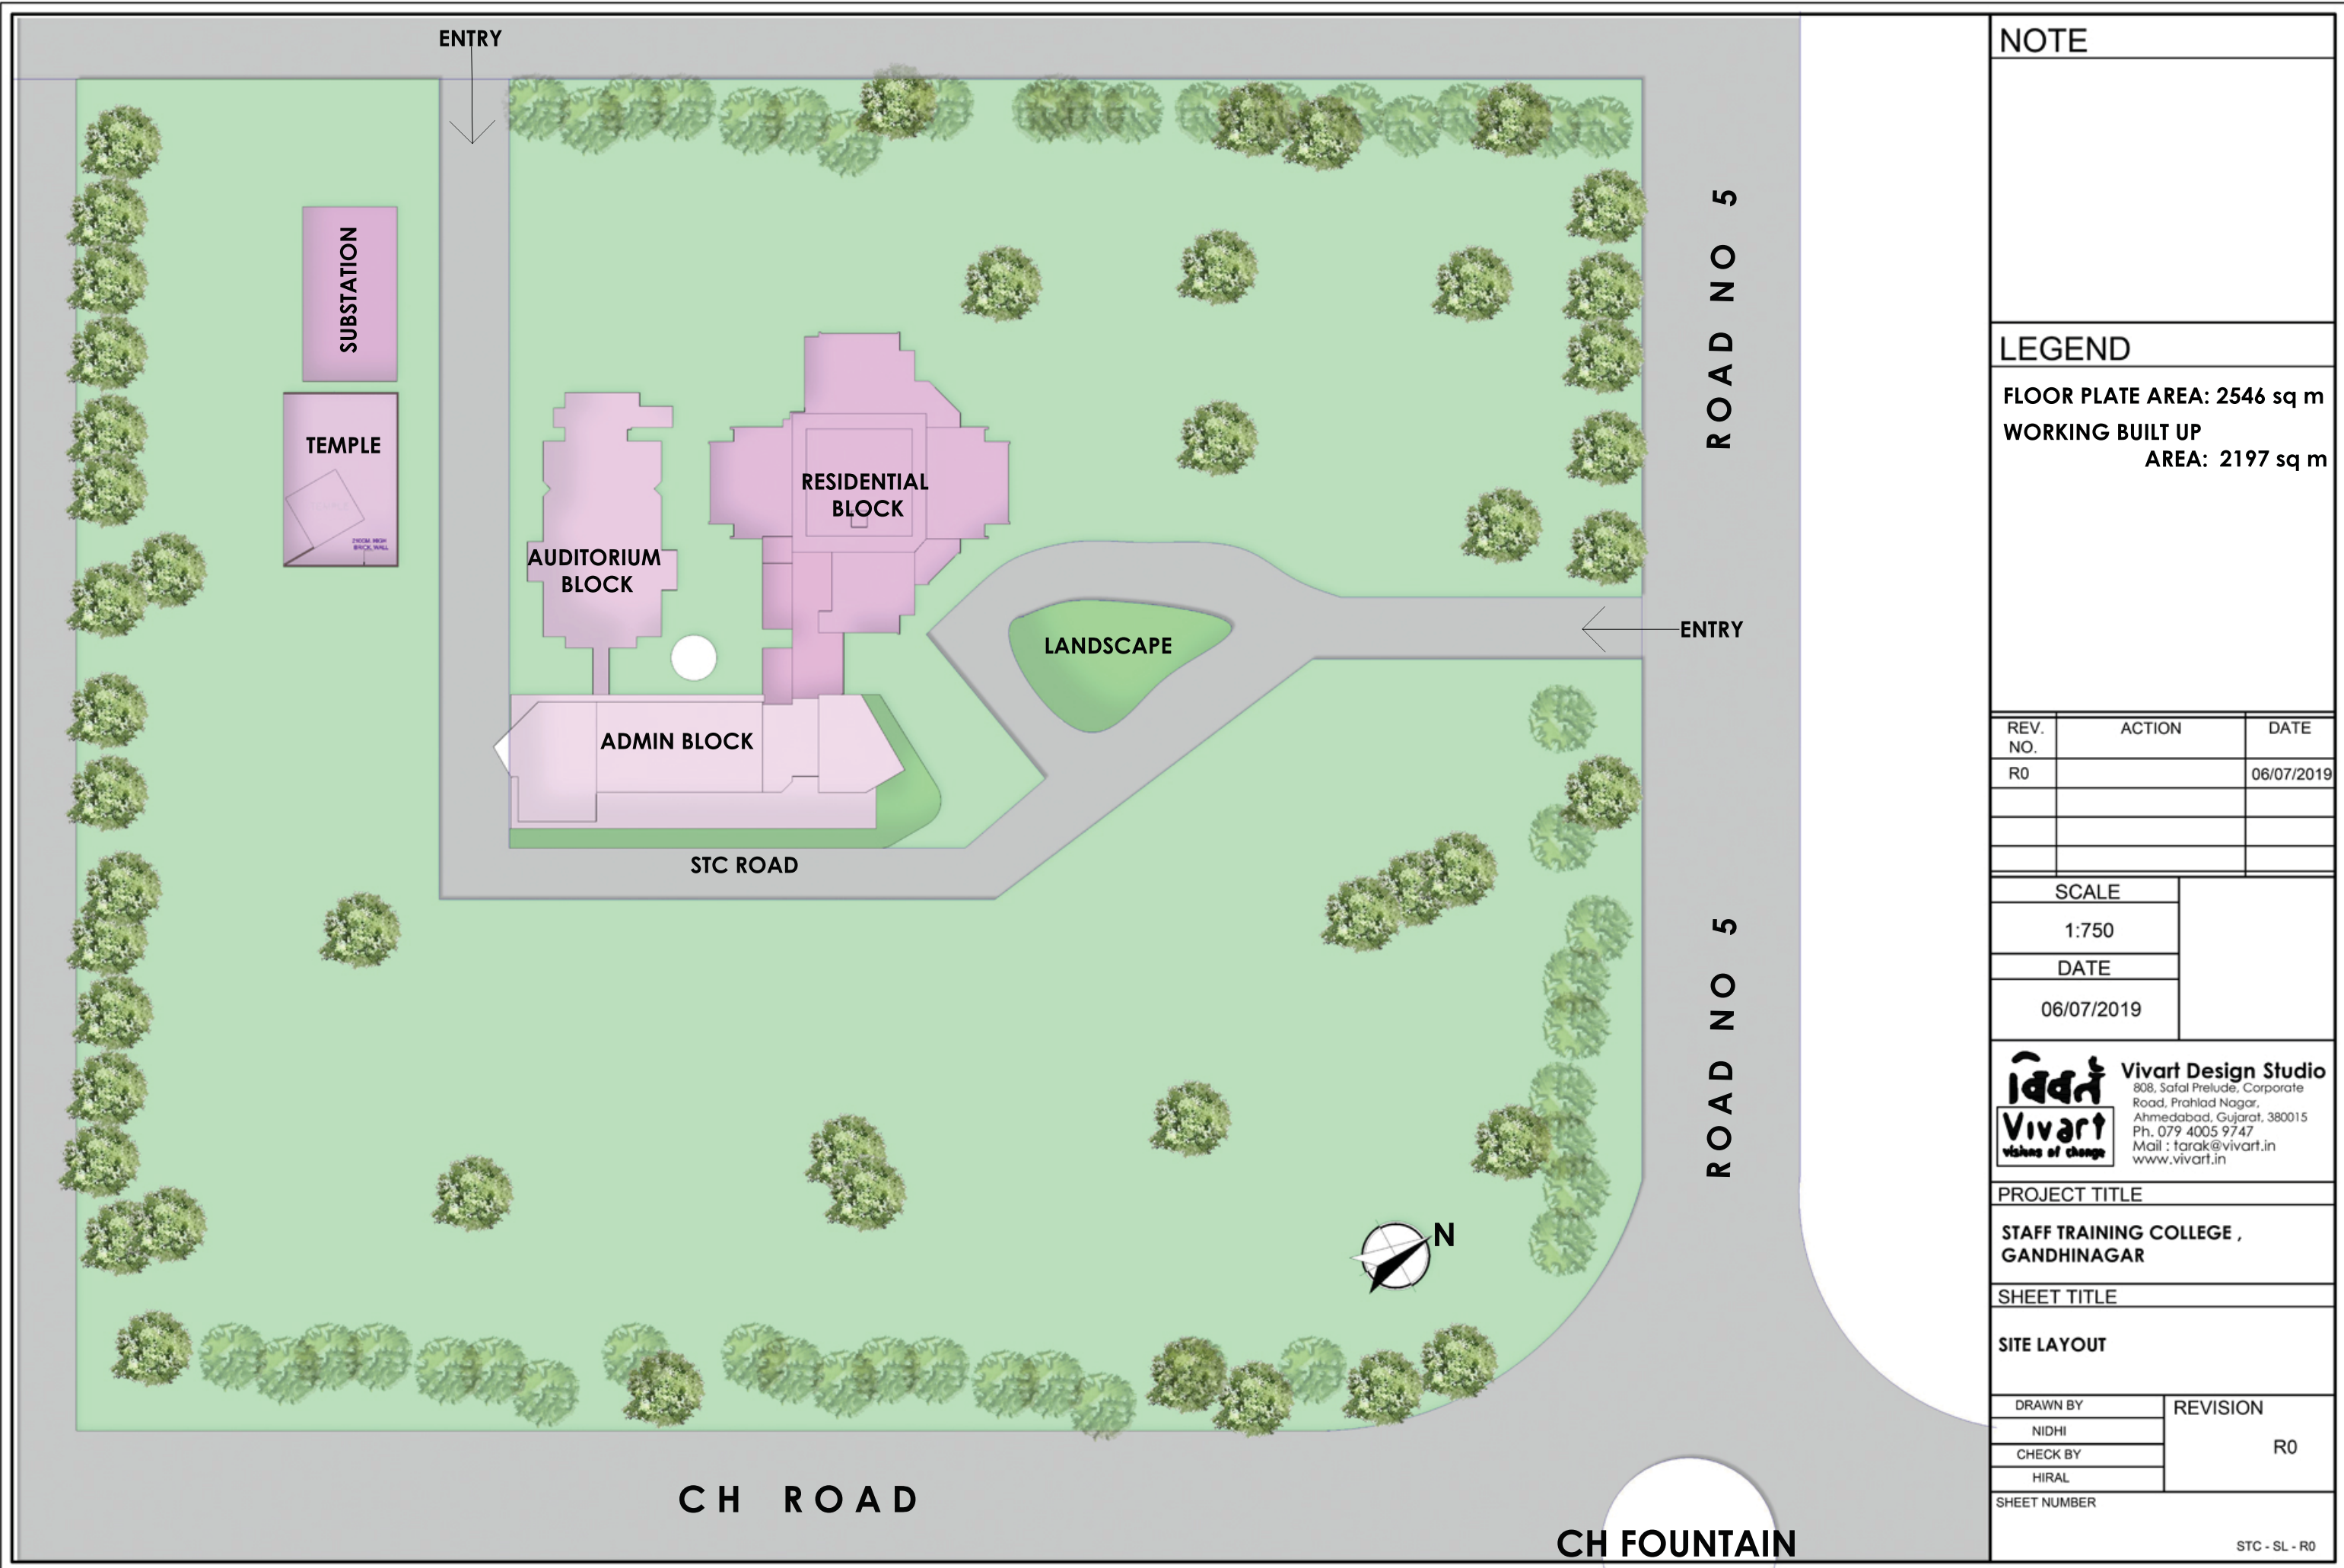 ENTRY
SUBSTATION
TEMPLE
2100M. HIGH
BRICK WALL
AUDITORIUM
BLOCK
RESIDENTIAL
BLOCK
ADMIN BLOCK
LANDSCAPE
ENTRY
STC ROAD
ROAD NO 5
ROAD NO 5
N
CH ROAD
CH FOUNTAIN
NOTE
LEGEND
FLOOR PLATE AREA: 2546 sq m
WORKING BUILT UP
AREA: 2197 sq m
REV. NO. ACTION DATE
R0 06/07/2019
SCALE
1:750
DATE
06/07/2019
विवर्त
Vivart
visions of change
Vivart Design Studio
808, Safal Prelude, Corporate
Road, Prahlad Nagar,
Ahmedabad, Gujarat, 380015
Ph. 079 4005 9747
Mail : tarak@vivart.in
www.vivart.in
PROJECT TITLE
STAFF TRAINING COLLEGE ,
GANDHINAGAR
SHEET TITLE
SITE LAYOUT
DRAWN BY
NIDHI
CHECK BY
HIRAL
REVISION
R0
SHEET NUMBER
STC - SL - R0